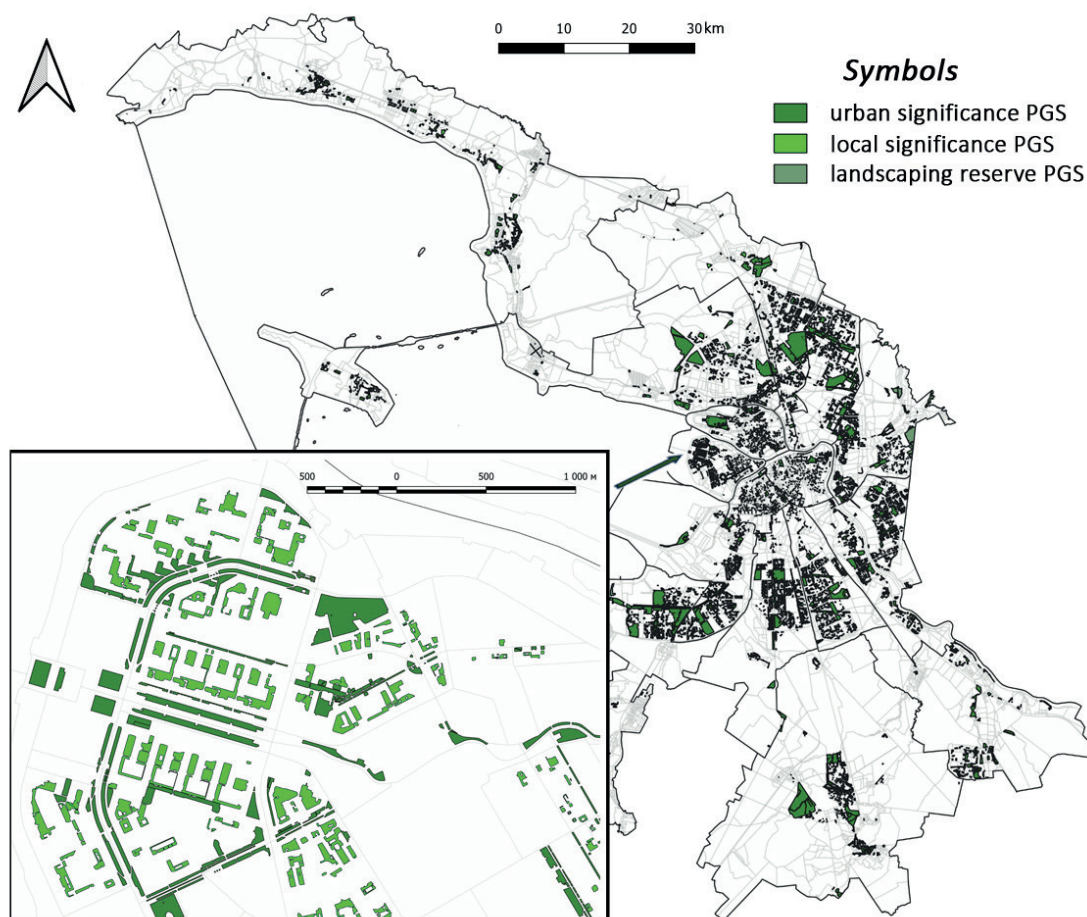 0 10 20 30 km
Symbols
urban significance PGS
local significance PGS
landscaping reserve PGS
500 0 500 1 000 м